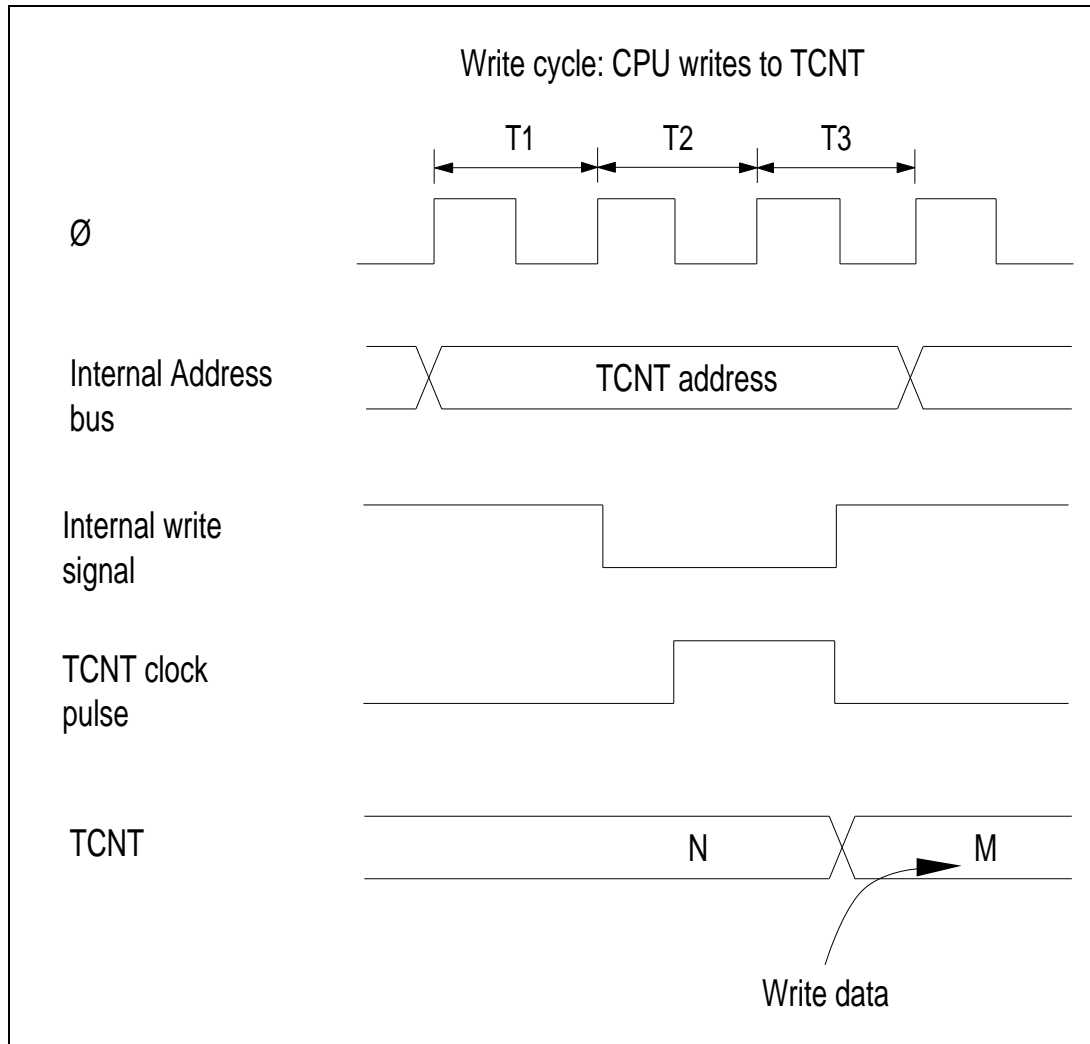 Write cycle: CPU writes to TCNT
T1 T2 T3
Ø
Internal Address
bus
TCNT address
Internal write
signal
TCNT clock
pulse
TCNT
N
M
Write data